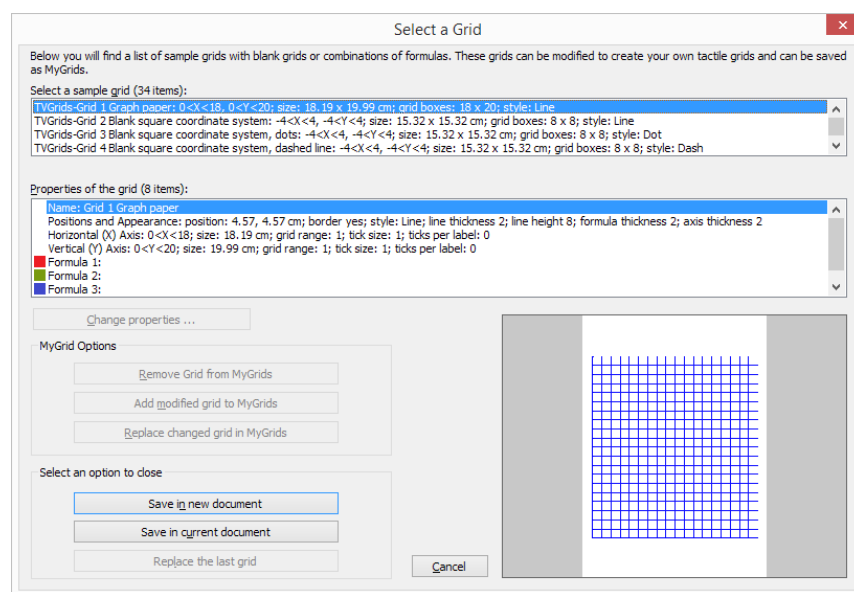 Select a Grid
Below you will find a list of sample grids with blank grids or combinations of formulas. These grids can be modified to create your own tactile grids and can be saved
as MyGrids.
Select a sample grid (34 items):
TVGrids-Grid 1 Graph paper: 0<X<18, 0<Y<20; size: 18.19 x 19.99 cm; grid boxes: 18 x 20; style: Line
TVGrids-Grid 2 Blank square coordinate system: -4<X<4, -4<Y<4; size: 15.32 x 15.32 cm; grid boxes: 8 x 8; style: Line
TVGrids-Grid 3 Blank square coordinate system, dots: -4<X<4, -4<Y<4; size: 15.32 x 15.32 cm; grid boxes: 8 x 8; style: Dot
TVGrids-Grid 4 Blank square coordinate system, dashed line: -4<X<4, -4<Y<4; size: 15.32 x 15.32 cm; grid boxes: 8 x 8; style: Dash
Properties of the grid (8 items):
Name: Grid 1 Graph paper
Positions and Appearance: position: 4.57, 4.57 cm; border yes; style: Line; line thickness 2; line height 8; formula thickness 2; axis thickness 2
Horizontal (X) Axis: 0<X<18; size: 18.19 cm; grid range: 1; tick size: 1; ticks per label: 0
Vertical (Y) Axis: 0<Y<20; size: 19.99 cm; grid range: 1; tick size: 1; ticks per label: 0
Formula 1:
Formula 2:
Formula 3:
Change properties ...
MyGrid Options
Remove Grid from MyGrids
Add modified grid to MyGrids
Replace changed grid in MyGrids
Select an option to close
Save in new document
Save in current document
Replace the last grid
Cancel